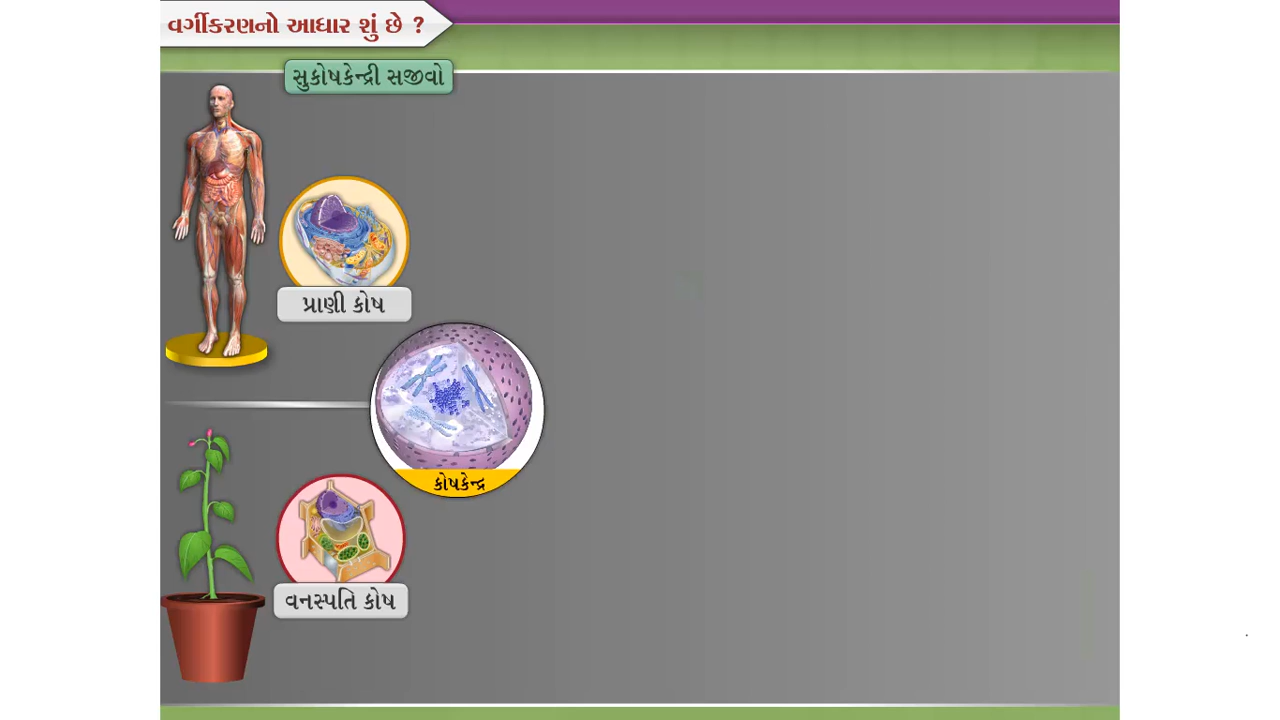 વર્ગીકરણનો આધાર શું છે ?
સુકોષકેન્દ્રી સજીવો
પ્રાણી કોષ
કોષકેન્દ્ર
વનસ્પતિ કોષ